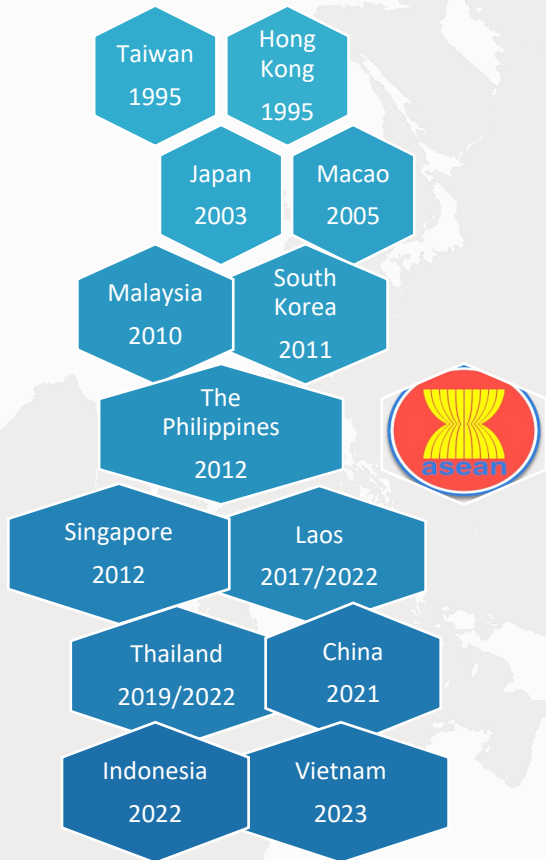 Taiwan
1995
Hong
Kong
1995
Japan
2003
Macao
2005
Malaysia
2010
South
Korea
2011
The
Philippines
2012
asean
Singapore
2012
Laos
2017/2022
Thailand
2019/2022
China
2021
Indonesia
2022
Vietnam
2023